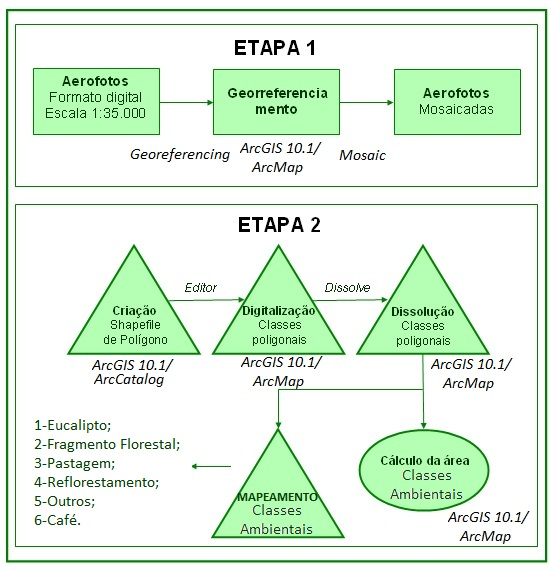 ETAPA 1
Aerofotos
Formato digital
Escala 1:35.000
Georreferencia
mento
Aerofotos
Mosaicadas
Georeferencing
ArcGIS 10.1/
ArcMap
Mosaic
ETAPA 2
Editor
Dissolve
Criação
Shapefile
de Polígono
Digitalização
Classes
poligonais
Dissolução
Classes
poligonais
ArcGIS 10.1/
ArcCatalog
ArcGIS 10.1/
ArcMap
ArcGIS 10.1/
ArcMap
1-Eucalipto;
2-Fragmento Florestal;
3-Pastagem;
4-Reflorestamento;
5-Outros;
6-Café.
MAPEAMENTO
Classes
Ambientais
Cálculo da área
Classes
Ambientais
ArcGIS 10.1/
ArcMap